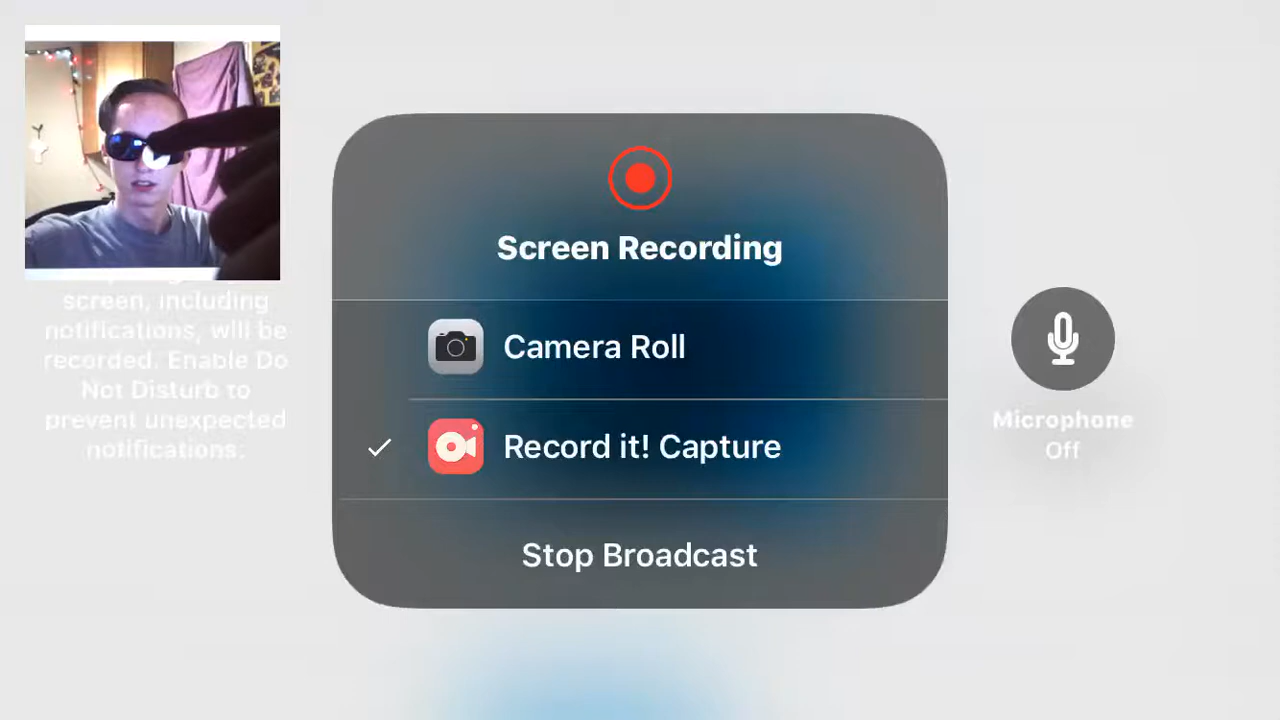 Screen Recording
screen, including
notifications, will be
recorded. Enable Do
Not Disturb to
prevent unexpected
notifications.
Camera Roll
Record it! Capture
Stop Broadcast
Microphone
Off